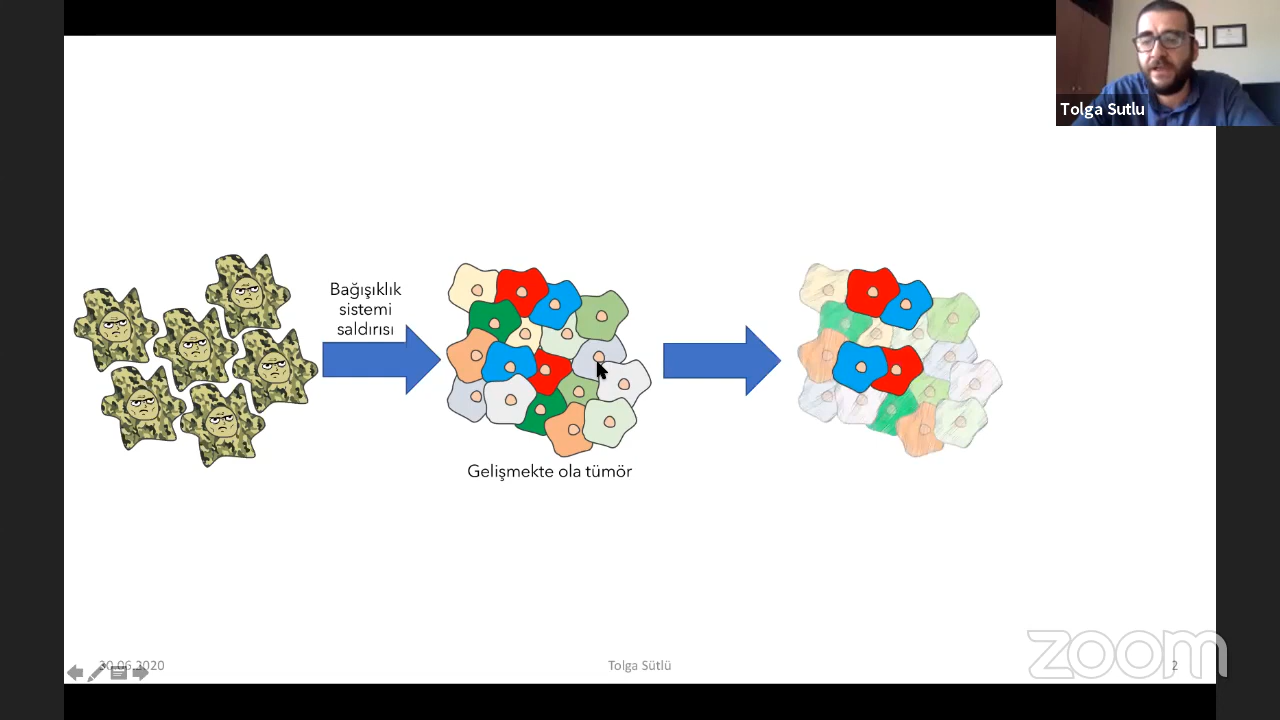 Tolga Sutlu
Bağışıklık
sistemi
saldırısı
Gelişmekte ola tümör
30.06.2020
Tolga Sütlü
zoom
2